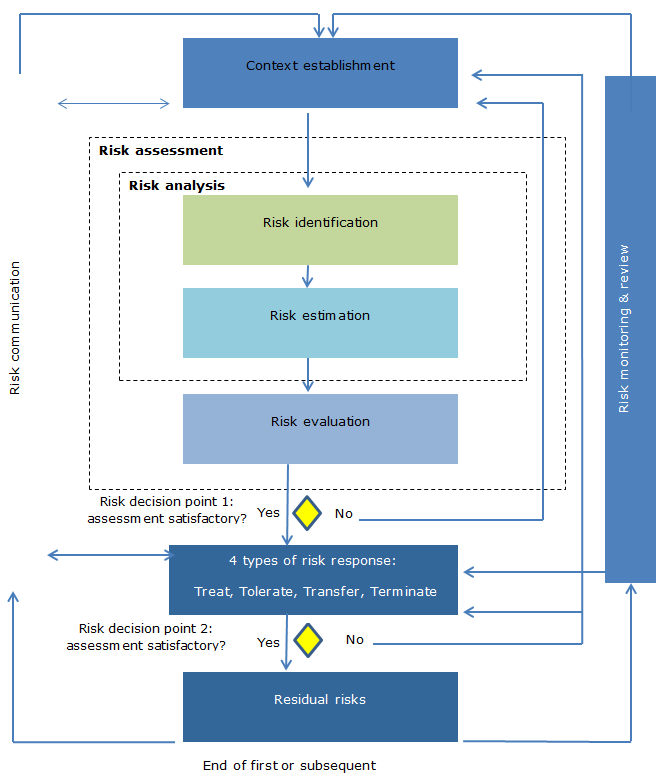 Context establishment
Risk assessment
Risk analysis
Risk identification
Risk estimation
Risk communication
Risk monitoring & review
Risk evaluation
Risk decision point 1:
assessment satisfactory?
Yes
No
4 types of risk response:
Treat, Tolerate, Transfer, Terminate
Risk decision point 2:
assessment satisfactory?
Yes
No
Residual risks
End of first or subsequent